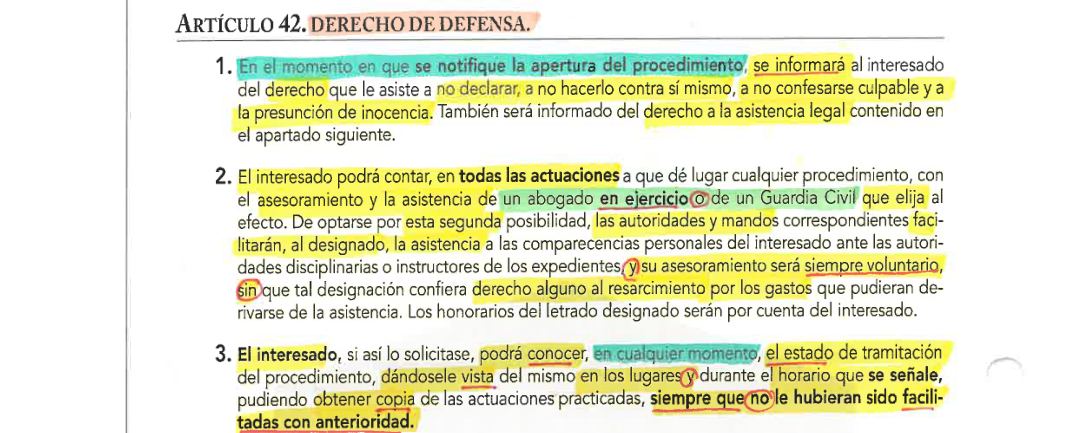 ARTÍCULO 42. DERECHO DE DEFENSA.
1. En el momento en que se notifique la apertura del procedimiento, se informará al interesado
del derecho que le asiste a no declarar, a no hacerlo contra sí mismo, a no confesarse culpable y a
la presunción de inocencia. También será informado del derecho a la asistencia legal contenido en
el apartado siguiente.
2. El interesado podrá contar, en todas las actuaciones a que dé lugar cualquier procedimiento, con
el asesoramiento y la asistencia de un abogado en ejercicio o de un Guardia Civil que elija al
efecto. De optarse por esta segunda posibilidad, las autoridades y mandos correspondientes faci-
litarán, al designado, la asistencia a las comparecencias personales del interesado ante las autori-
dades disciplinarias o instructores de los expedientes, y su asesoramiento será siempre voluntario,
sin que tal designación confiera derecho alguno al resarcimiento por los gastos que pudieran de-
rivarse de la asistencia. Los honorarios del letrado designado serán por cuenta del interesado.
3. El interesado, si así lo solicitase, podrá conocer, en cualquier momento, el estado de tramitación
del procedimiento, dándosele vista del mismo en los lugares y durante el horario que se señale,
pudiendo obtener copia de las actuaciones practicadas, siempre que no le hubieran sido facili-
tadas con anterioridad.